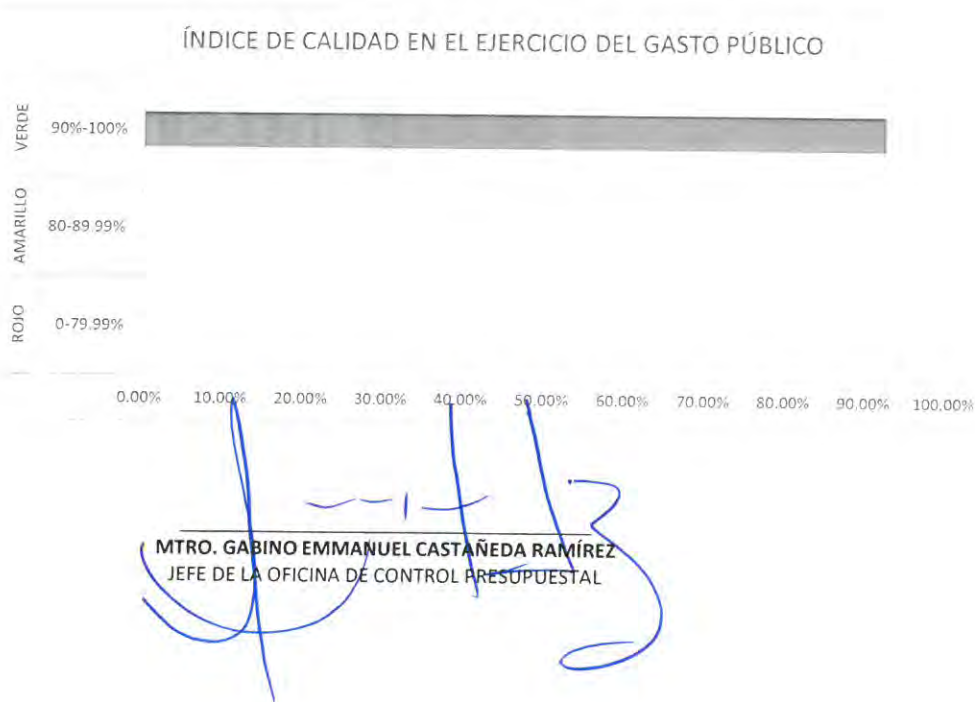 ÍNDICE DE CALIDAD EN EL EJERCICIO DEL GASTO PÚBLICO
VERDE 90%-100%
AMARILLO 80-89.99%
ROJO 0-79.99%
0.00% 10.00% 20.00% 30.00% 40.00% 50.00% 60.00% 70.00% 80.00% 90.00% 100.00%
MTRO. GABINO EMMANUEL CASTAÑEDA RAMÍREZ
JEFE DE LA OFICINA DE CONTROL PRESUPUESTAL